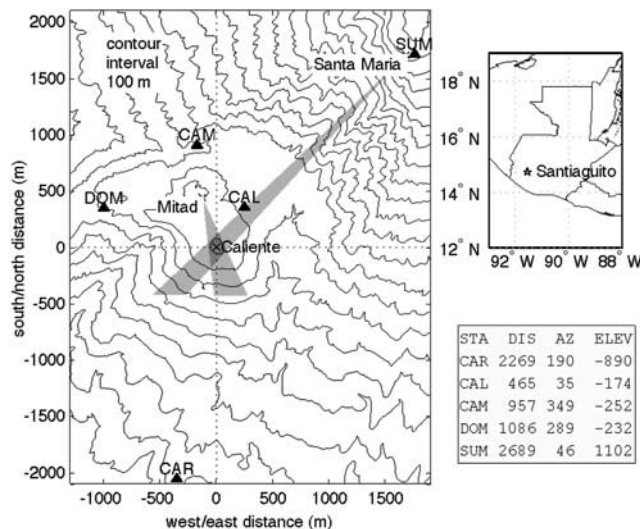 2000
1500
1000
500
0
-500
-1000
-1500
-2000
south/north distance (m)
contour
interval
100 m
SUM
Santa Maria
CAM
DOM
Mitad
CAL
Caliente
CAR
-1000 -500 0 500 1000 1500
west/east distance (m)
18° N
16° N
14° N
12° N
Santiaguito
92° W 90° W 88° W
STA DIS AZ ELEV
CAR 2269 190 -890
CAL 465 35 -174
CAM 957 349 -252
DOM 1086 289 -232
SUM 2689 46 1102